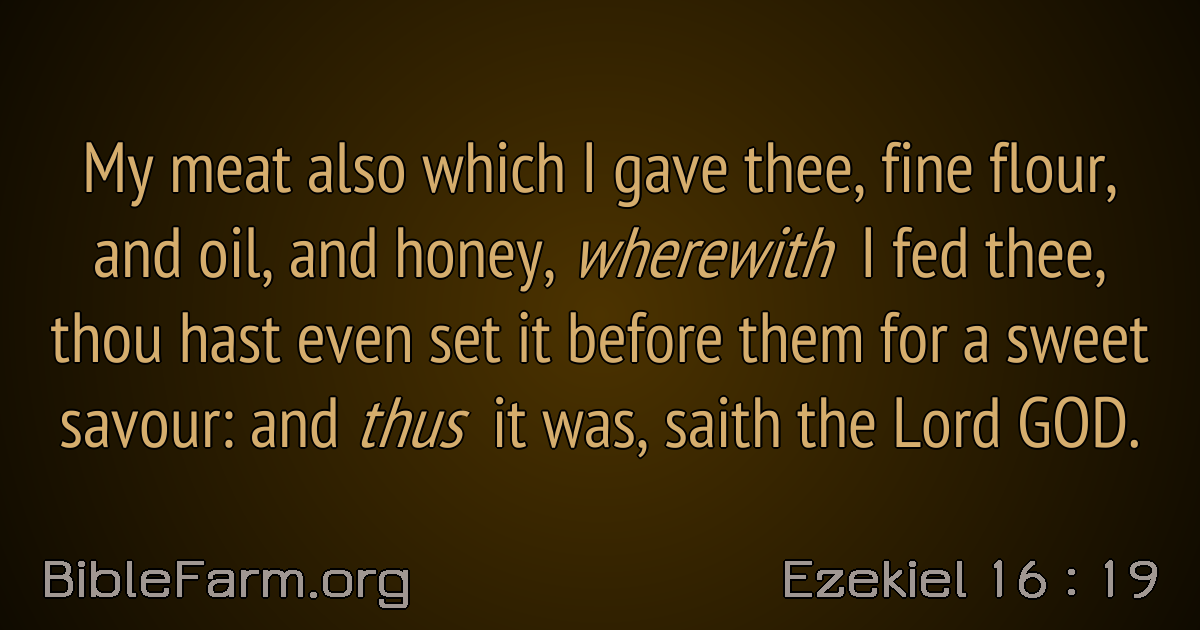 My meat also which I gave thee, fine flour,
and oil, and honey, wherewith I fed thee,
thou hast even set it before them for a sweet
savour: and thus it was, saith the Lord GOD.
BibleFarm.org
Ezekiel 16 : 19